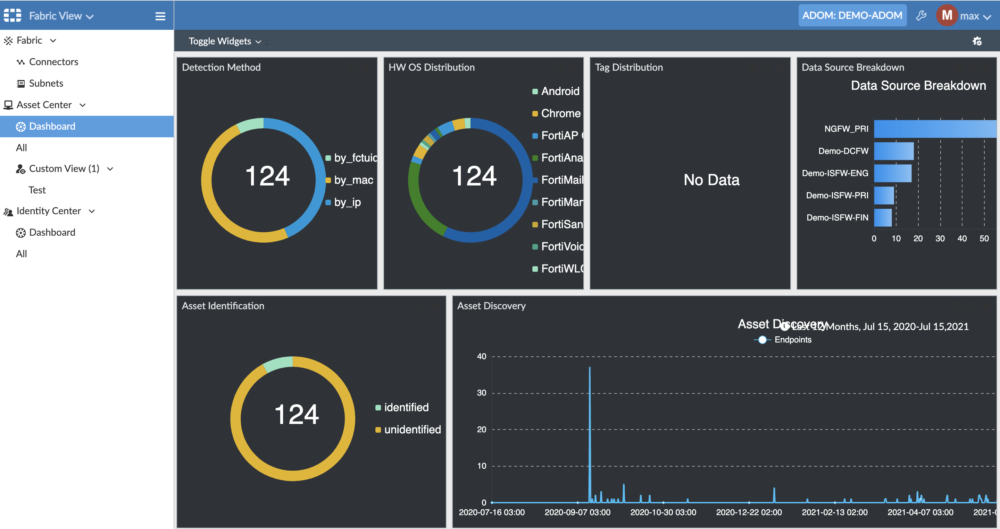 Fabric View
ADOM: DEMO-ADOM
M
max
Fabric
Connectors
Subnets
Asset Center
Dashboard
All
Custom View (1)
Test
Identity Center
Dashboard
All
Toggle Widgets ;
Detection Method
124
by_fctuid
by_mac
by_ip
HW OS Distribution
124
Android
Chrome
FortiAP
FortiAna
FortiMail
FortiMan
FortiSan
FortiVoic
FortiWLC
Tag Distribution
No Data
Data Source Breakdown
Data Source Breakdown
NGFW_PRI
Demo-DCFW
Demo-ISFW-ENG
Demo-ISFW-PRI
Demo-ISFW-FIN
0 10 20 30 40 50
Asset Identification
124
identified
unidentified
Asset Discovery
Asset Discovery
Last 12 Months, Jul 15, 2020-Jul 15,2021
Endpoints
40
30
20
10
0
2020-07-16 03:00 2020-09-07 03:00 2020-10-30 03:00 2020-12-22 02:00 2021-02-13 02:00 2021-04-07 03:00 2021-0